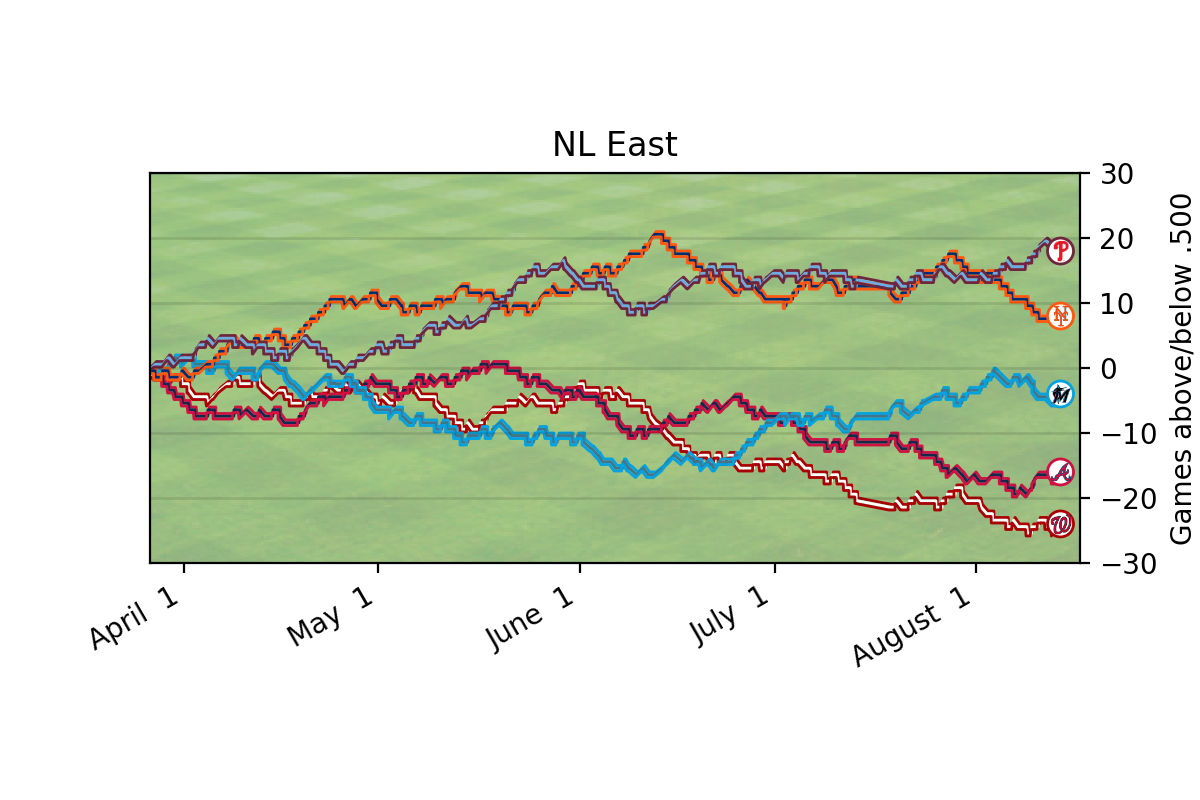 NL East
30
20
10
0
−10
−20
−30
Games above/below .500
P
N
M
A
W
April 1
May 1
June 1
July 1
August 1